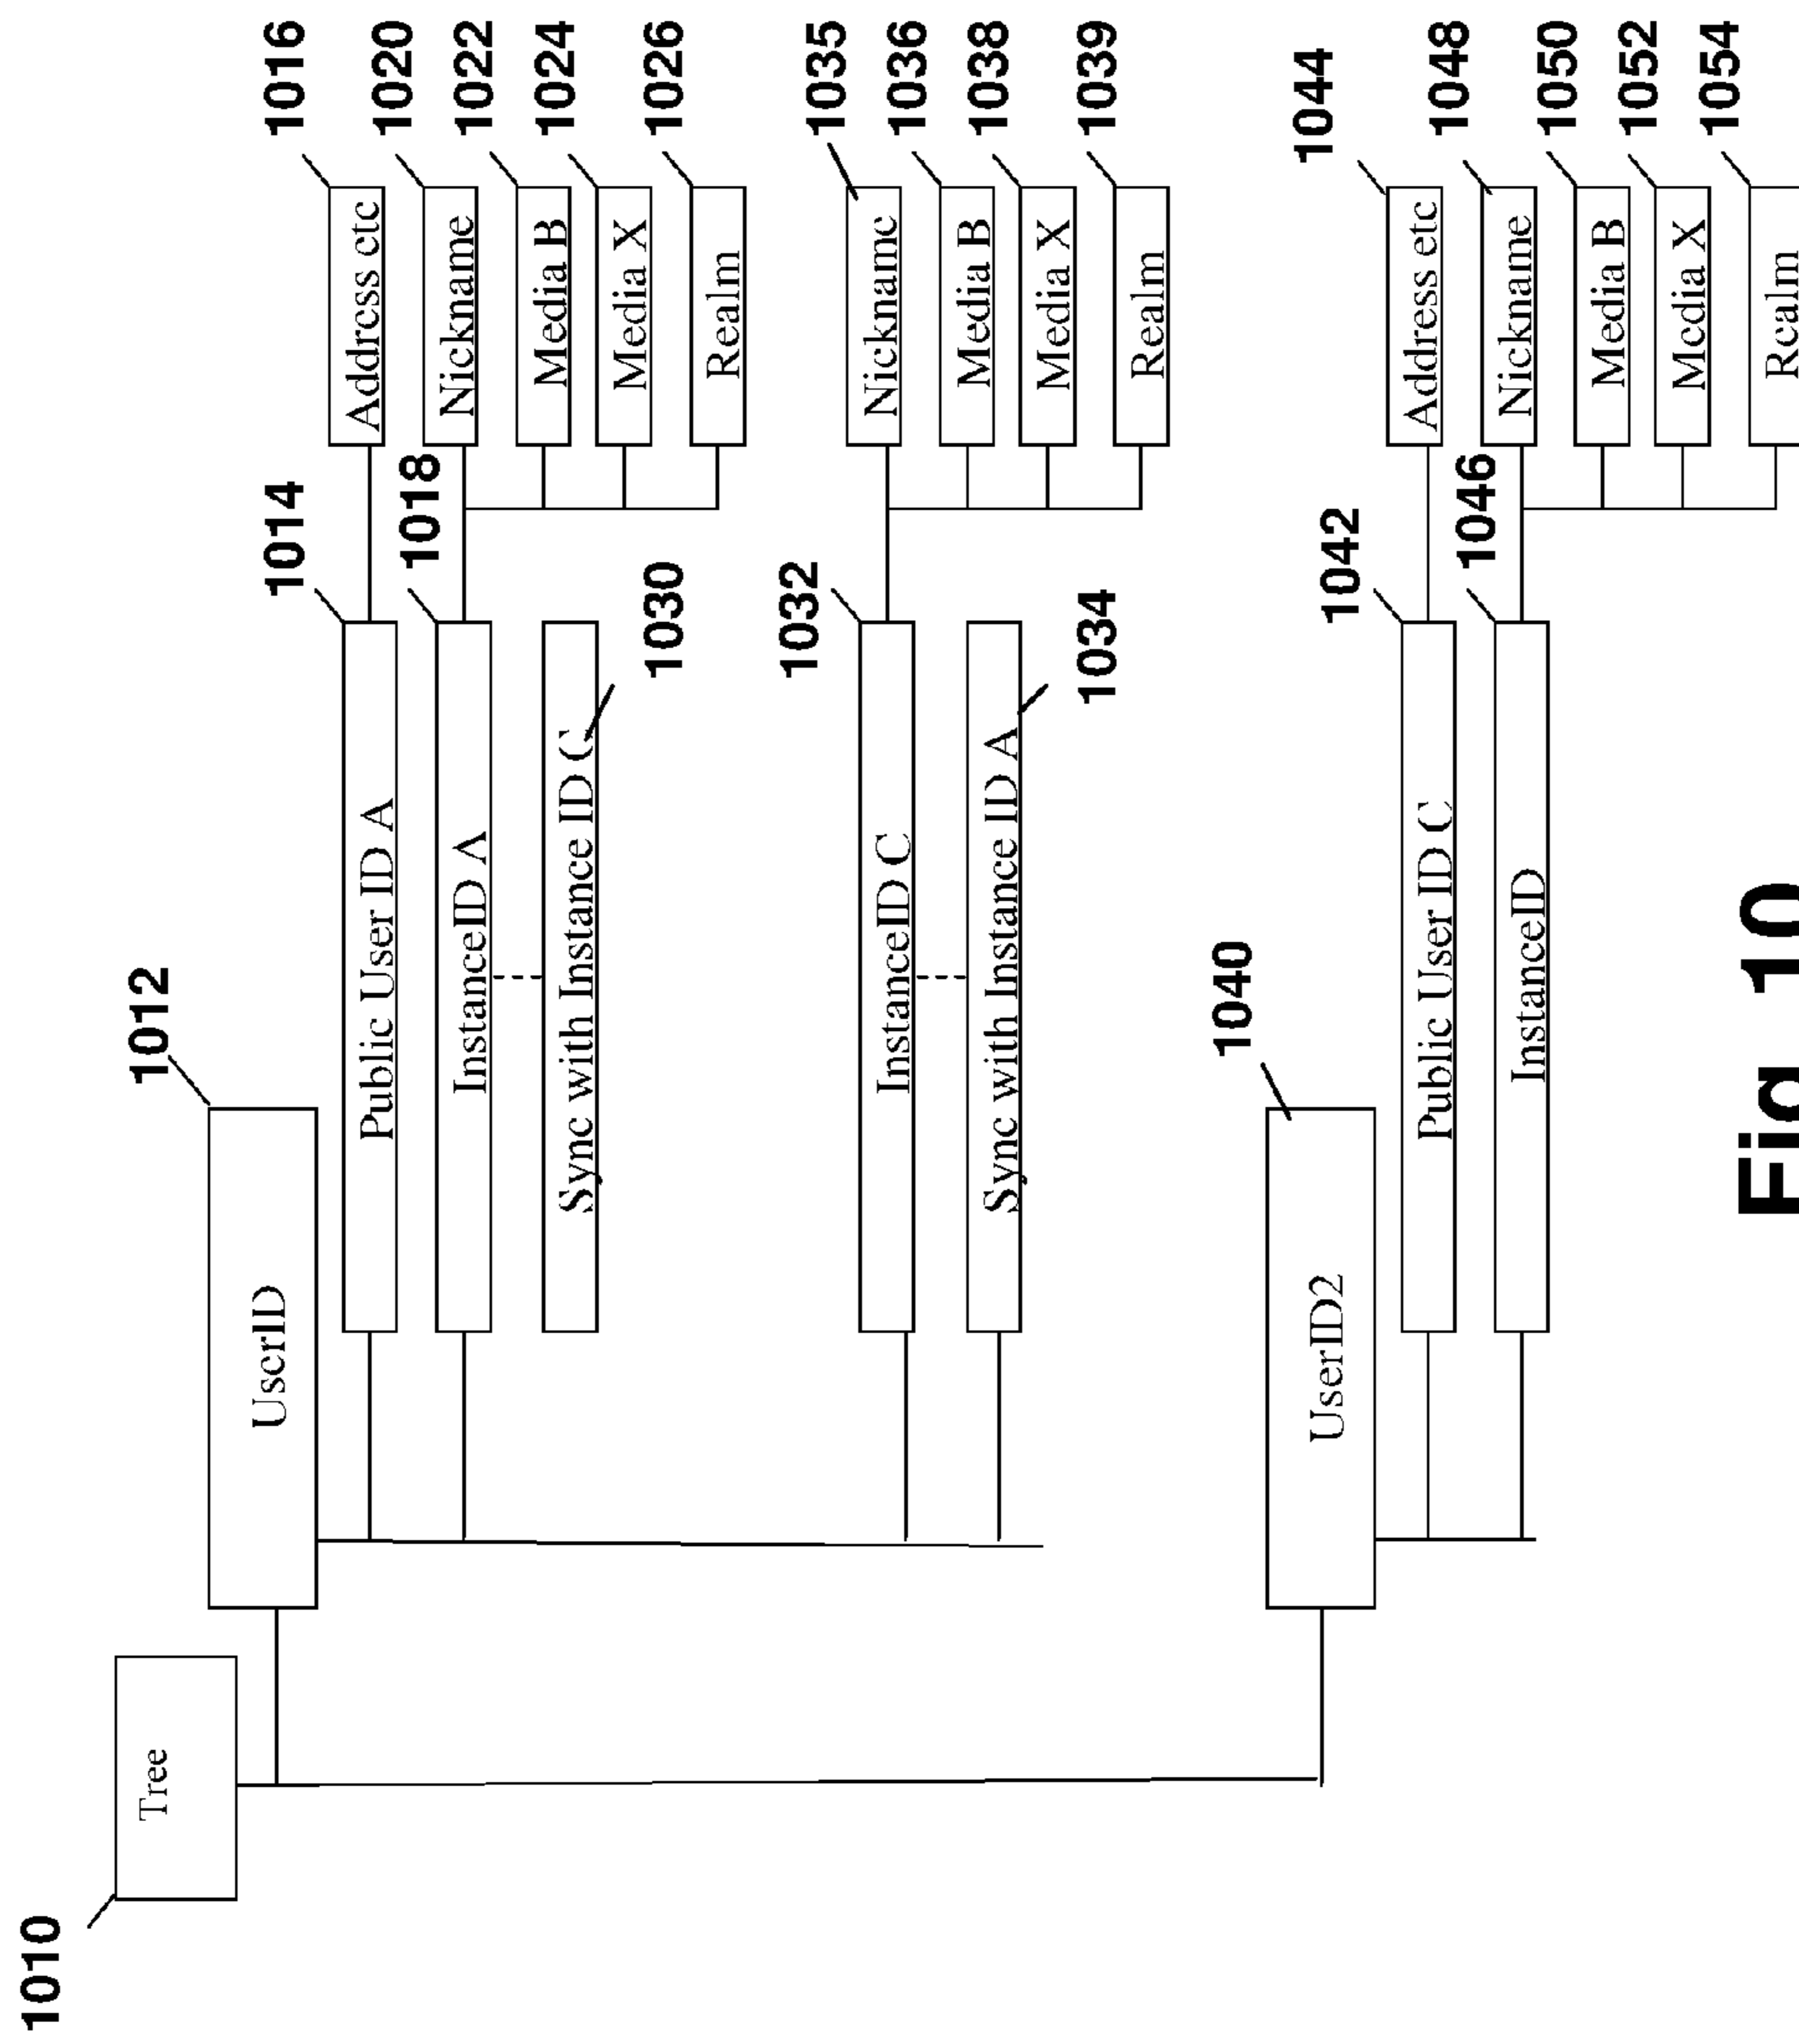 1010
Tree
1012
UserID
1014
Public User ID A
1016
Address etc
1018
InstanceID A
1020
Nickname
1022
Media B
1024
Media X
1026
Realm
1030
Sync with Instance ID C
1032
InstanceID C
1035
Nickname
1036
Media B
1038
Media X
1039
Realm
1034
Sync with Instance ID A
1040
UserID2
1042
Public User ID C
1044
Address etc
1046
InstanceID
1048
Nickname
1050
Media B
1052
Media X
1054
Realm
Fig 10